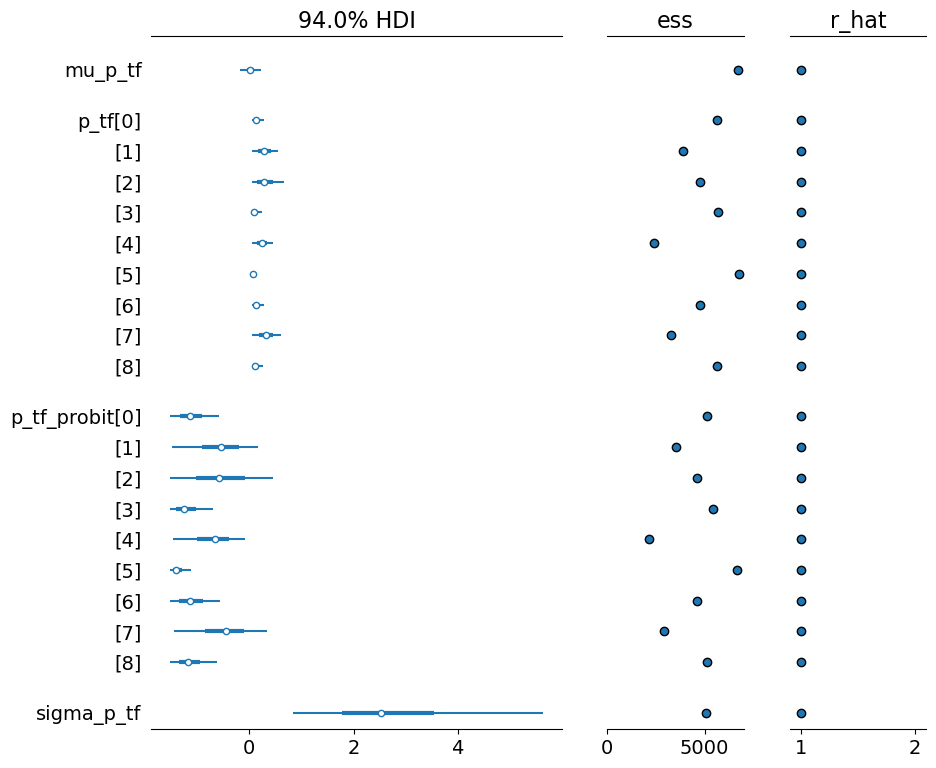 94.0% HDI ess r_hat
mu_p_tf
p_tf[0]
[1]
[2]
[3]
[4]
[5]
[6]
[7]
[8]
p_tf_probit[0]
[1]
[2]
[3]
[4]
[5]
[6]
[7]
[8]
sigma_p_tf
0 2 4 0 5000 1 2